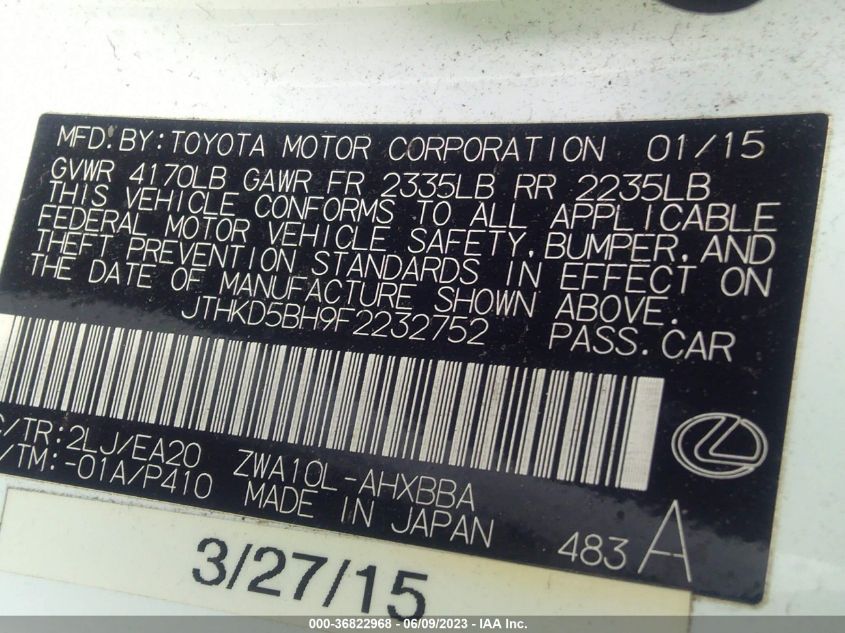 MFD. BY: TOYOTA MOTOR CORPORATION 01/15
GVWR 4170LB GAWR FR 2335LB RR 2235LB
THIS VEHICLE CONFORMS TO ALL APPLICABLE
FEDERAL MOTOR VEHICLE SAFETY, BUMPER, AND
THEFT PREVENTION STANDARDS IN EFFECT ON
THE DATE OF MANUFACTURE SHOWN ABOVE.
JTHKD5BH9F2232752 PASS. CAR
C/TR: 2LJ/EA20 ZWA10L-AHXBBA
/TM: -01A/P410 MADE IN JAPAN 483 A
3/27/15
000-36822968 - 06/09/2023 - IAA Inc.